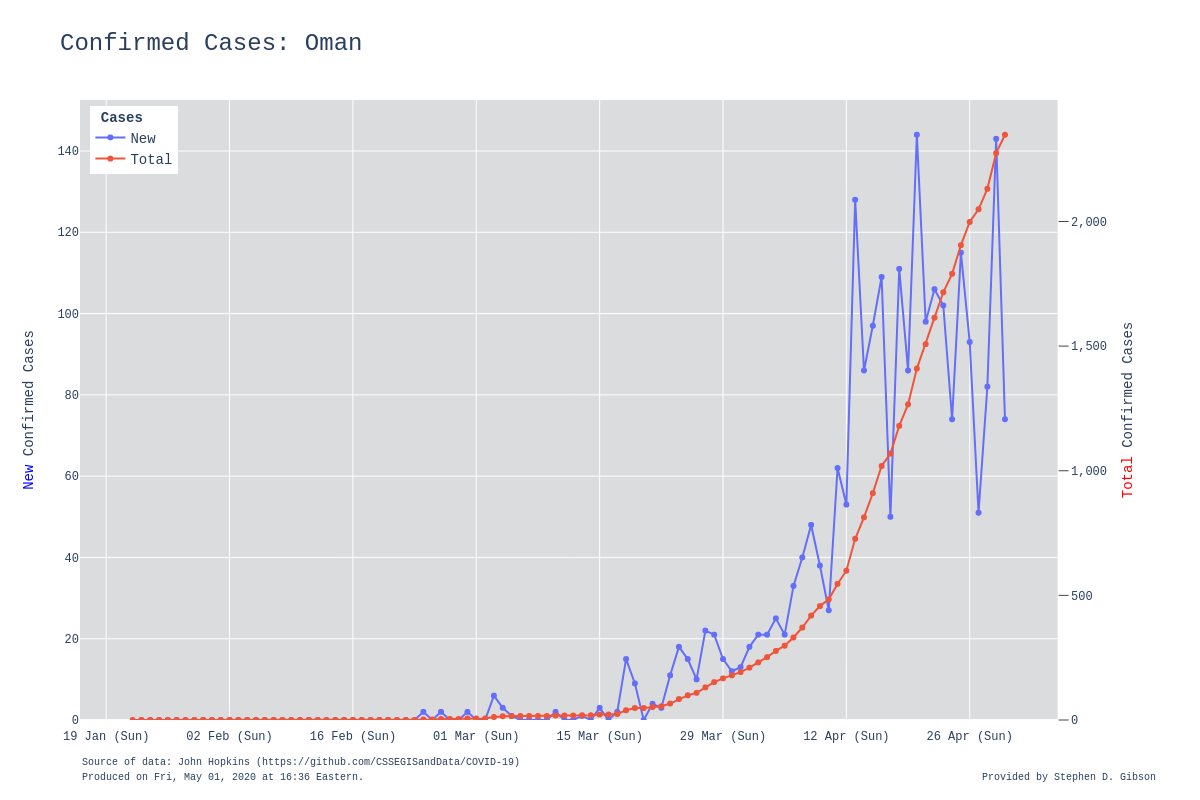 Confirmed Cases: Oman
Cases
New
Total
140
120
100
80
60
40
20
0
New Confirmed Cases
2,000
1,500
1,000
500
0
Total Confirmed Cases
19 Jan (Sun) 02 Feb (Sun) 16 Feb (Sun) 01 Mar (Sun) 15 Mar (Sun) 29 Mar (Sun) 12 Apr (Sun) 26 Apr (Sun)
Source of data: John Hopkins (https://github.com/CSSEGISandData/COVID-19)
Produced on Fri, May 01, 2020 at 16:36 Eastern.
Provided by Stephen D. Gibson